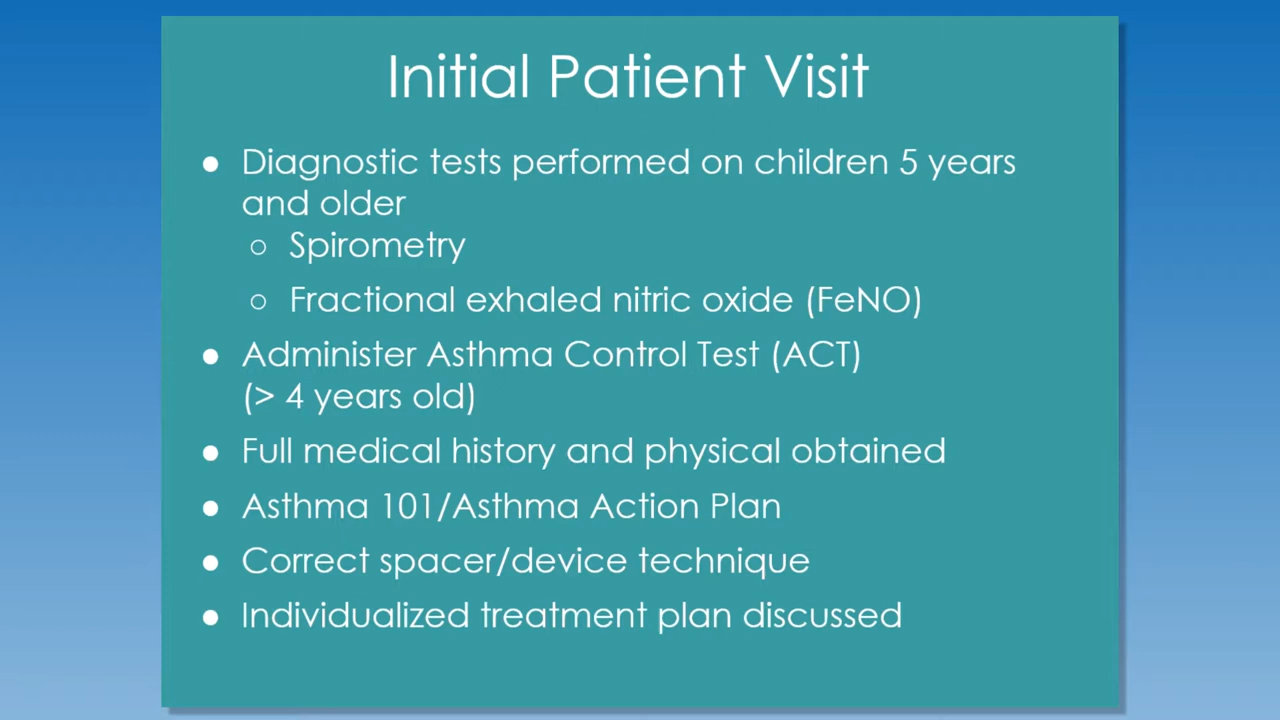 Initial Patient Visit
● Diagnostic tests performed on children 5 years
and older
○ Spirometry
○ Fractional exhaled nitric oxide (FeNO)
● Administer Asthma Control Test (ACT)
(> 4 years old)
● Full medical history and physical obtained
● Asthma 101/Asthma Action Plan
● Correct spacer/device technique
● Individualized treatment plan discussed